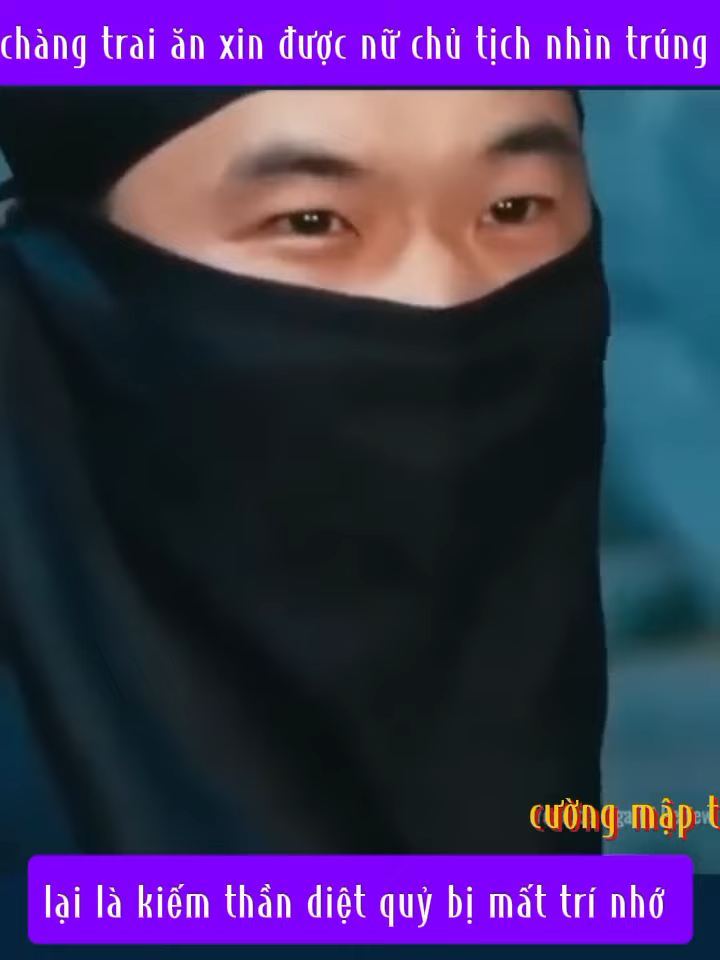 chàng trai ăn xin được nữ chủ tịch nhìn trúng
cường mập t
lại là kiếm thần diệt quỷ bị mất trí nhớ